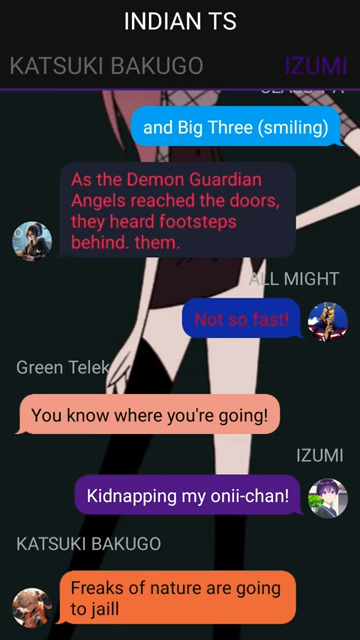 INDIAN TS
KATSUKI BAKUGO
IZUMI
and Big Three (smiling)
As the Demon Guardian
Angels reached the doors,
they heard footsteps
behind. them.
ALL MIGHT
Not so fast!
Green Telek
You know where you're going!
IZUMI
Kidnapping my onii-chan!
KATSUKI BAKUGO
Freaks of nature are going
to jaill